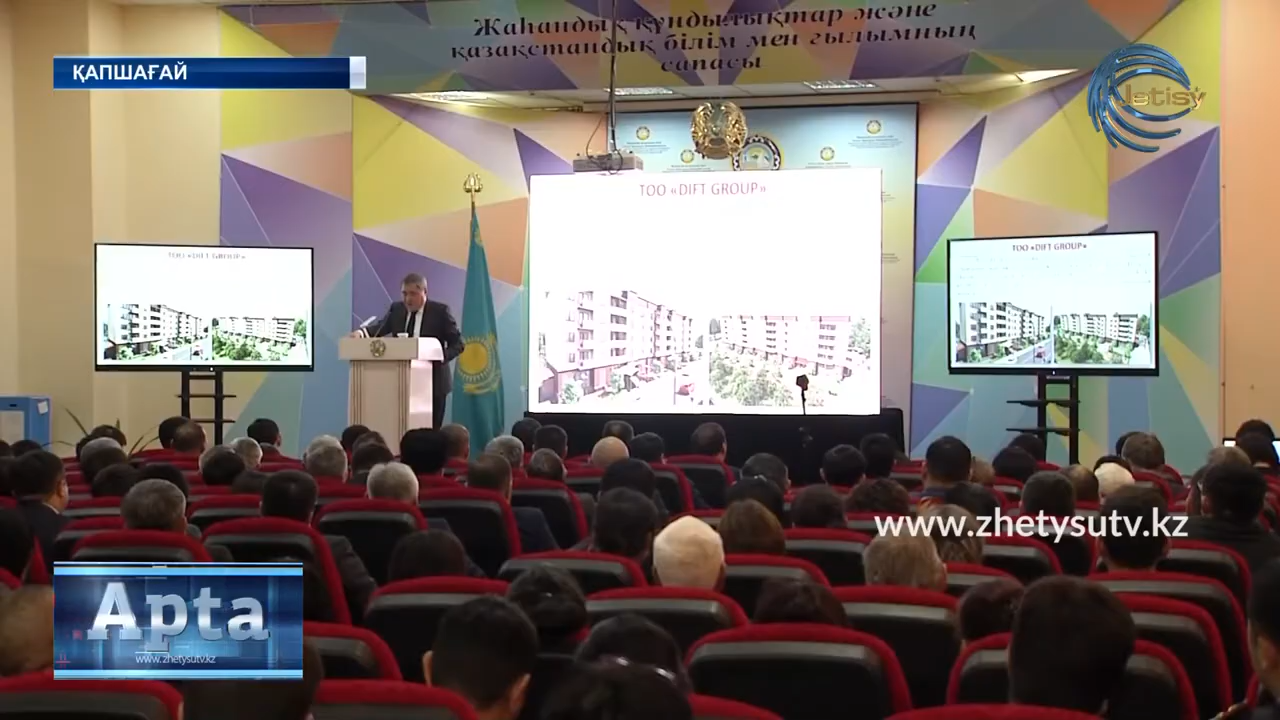 Жаһандық құндылықтар және
қазақстандық білім мен ғылымның
сапасы
ҚАПШАҒАЙ
Jetisy
ТОО «DIFT GROUP»
ТОО «DIFT GROUP»
ТОО «DIFT GROUP»
www.zhetysutv.kz
Apta
www.zhetysutv.kz